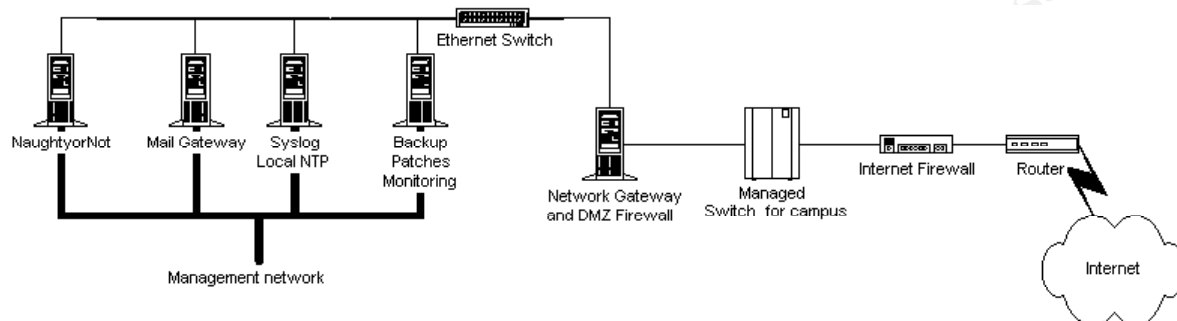 Ethernet Switch
NaughtyorNot
Mail Gateway
Syslog
Local NTP
Backup
Patches
Monitoring
Network Gateway
and DMZ Firewall
Managed
Switch for campus
Internet Firewall
Router
Management network
Internet